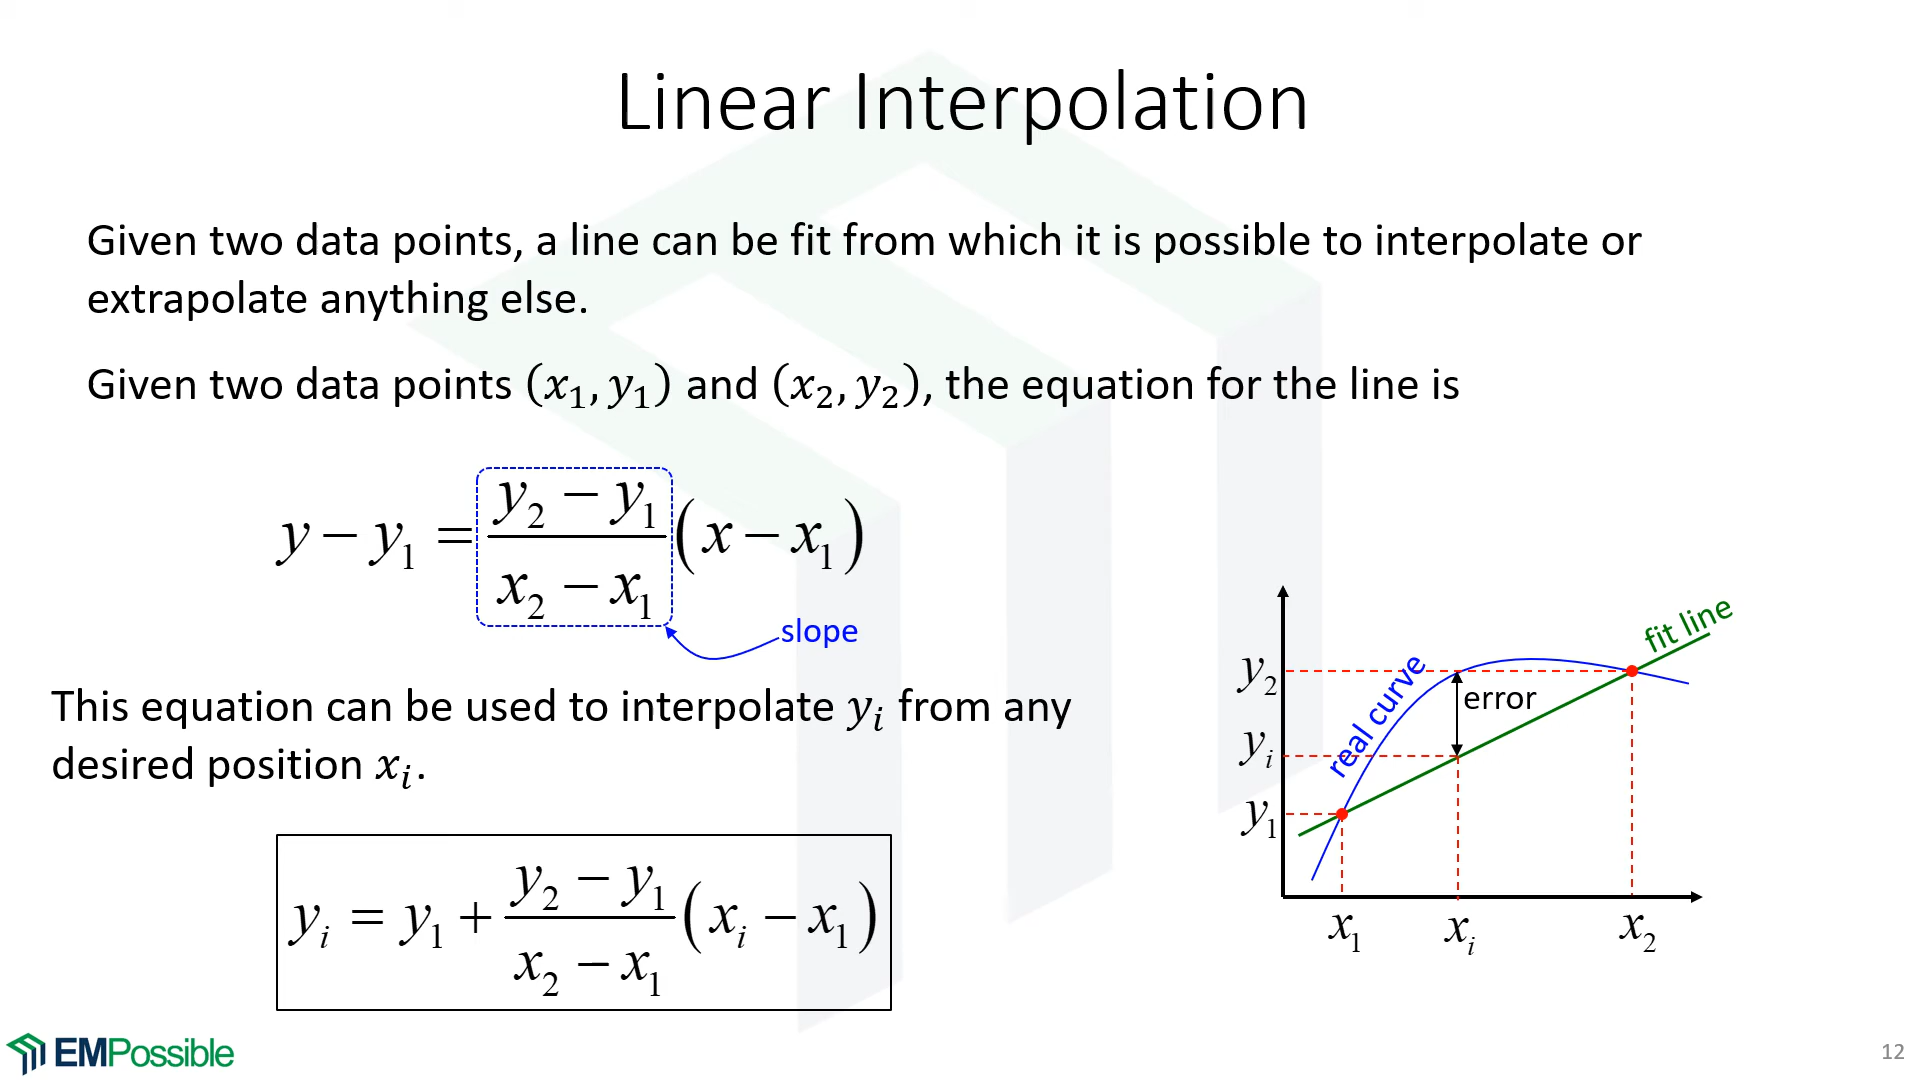 Linear Interpolation
Given two data points, a line can be fit from which it is possible to interpolate or
extrapolate anything else.
Given two data points (x₁, y₁) and (x₂, y₂), the equation for the line is
y − y₁ = (y₂ − y₁)/(x₂ − x₁) (x − x₁)
slope
This equation can be used to interpolate yᵢ from any
desired position xᵢ.
yᵢ = y₁ + (y₂ − y₁)/(x₂ − x₁) (xᵢ − x₁)
fit line
real curve
error
y₂
yᵢ
y₁
x₁ xᵢ x₂
EMPossible
12